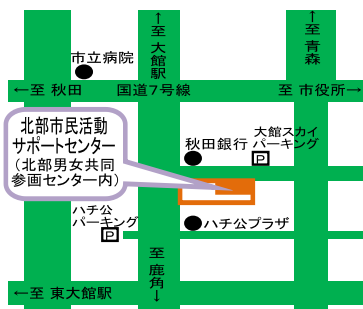 ↑至 大館駅
↑至 青森
市立病院
←至 秋田
国道7号線
至 市役所→
北部市民活動
サポートセンター
(北部男女共同
参画センター内)
秋田銀行
大館スカイ
パーキング
P
ハチ公
パーキング
P
ハチ公プラザ
至 鹿角↓
←至 東大館駅